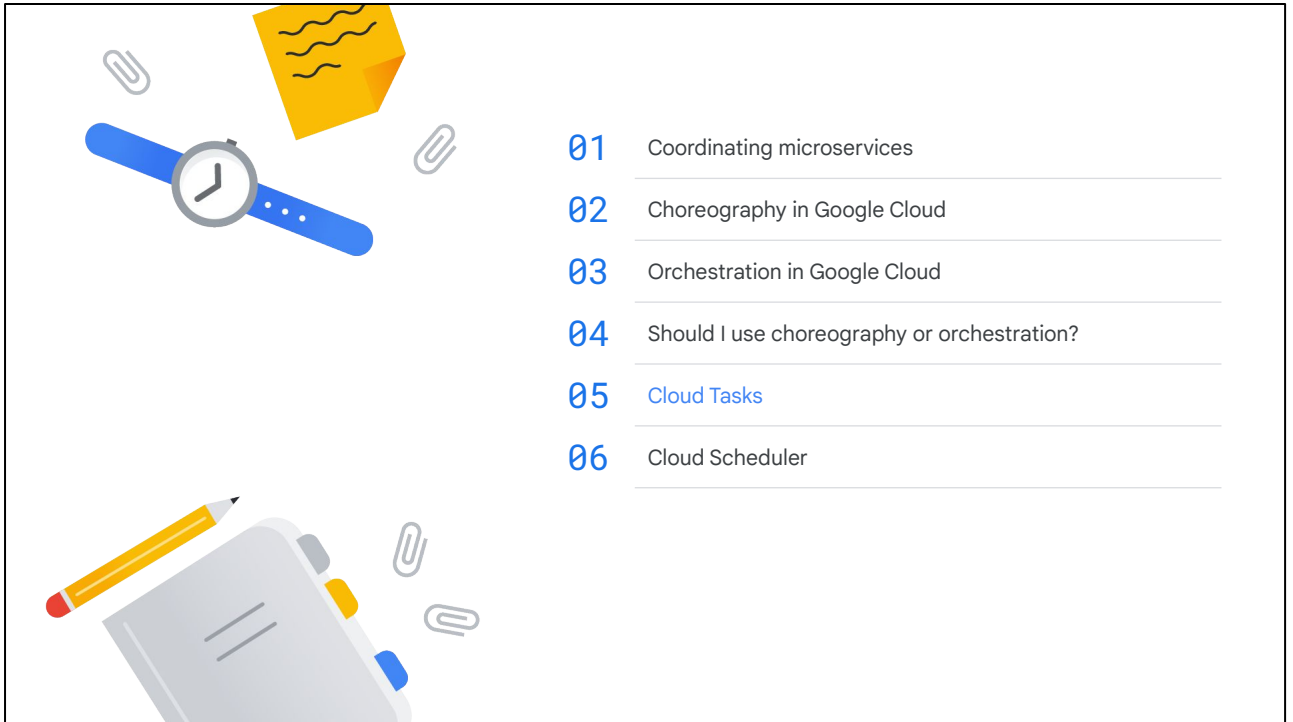 01 Coordinating microservices
02 Choreography in Google Cloud
03 Orchestration in Google Cloud
04 Should I use choreography or orchestration?
05 Cloud Tasks
06 Cloud Scheduler